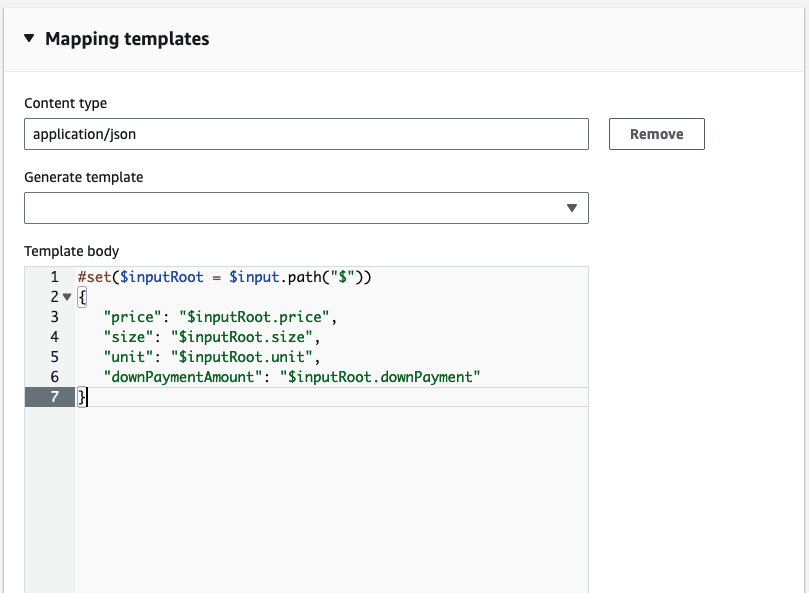 Mapping templates
Content type
application/json
Remove
Generate template
Template body
1 #set($inputRoot = $input.path("$"))
2 {
3 "price": "$inputRoot.price",
4 "size": "$inputRoot.size",
5 "unit": "$inputRoot.unit",
6 "downPaymentAmount": "$inputRoot.downPayment"
7 }